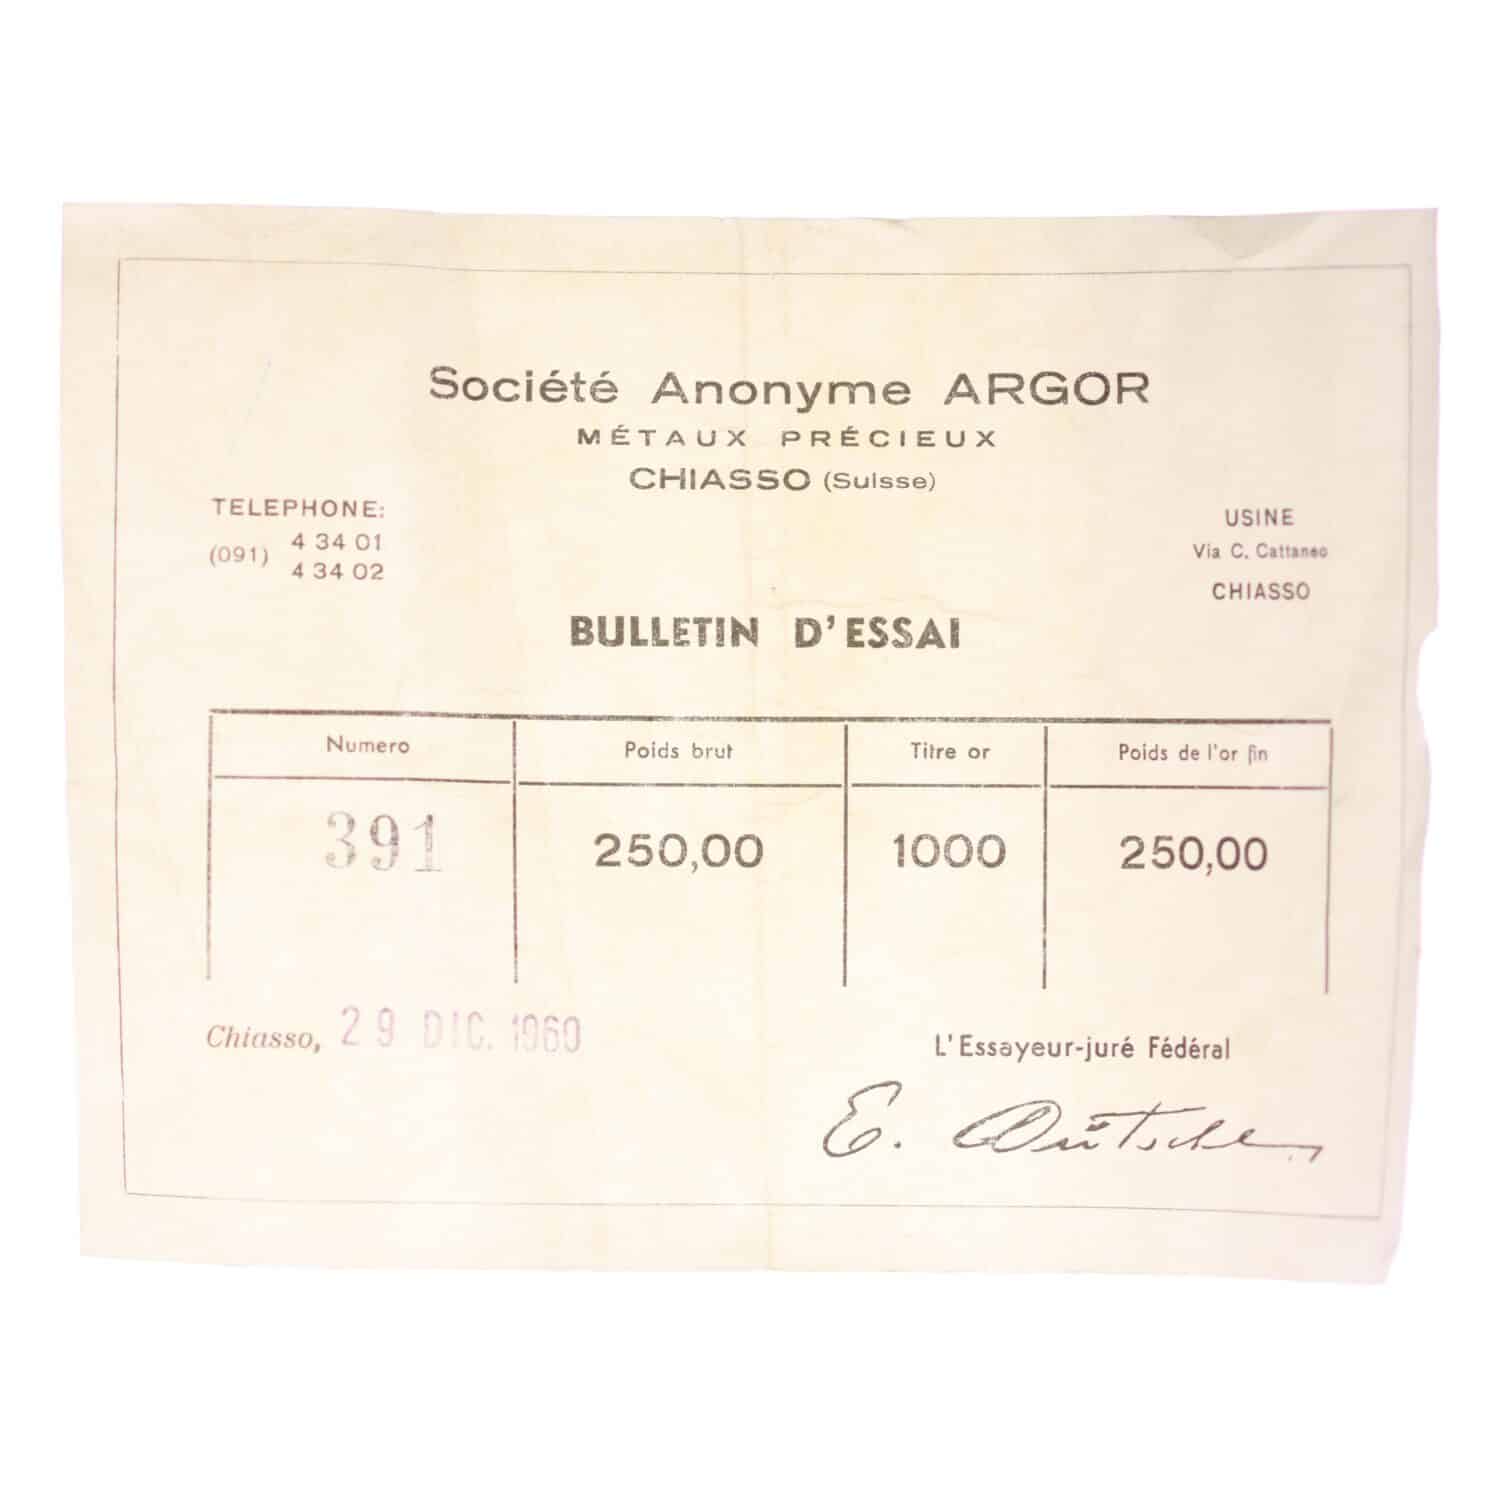 Société Anonyme ARGOR
MÉTAUX PRÉCIEUX
CHIASSO (Suisse)
TELEPHONE:
(091) 4 34 01
4 34 02
USINE
Via C. Cattaneo
CHIASSO
BULLETIN D'ESSAI
Numero Poids brut Titre or Poids de l'or fin
391 250,00 1000 250,00
Chiasso, 29 DIC. 1960
L'Essayeur-juré Fédéral
E.